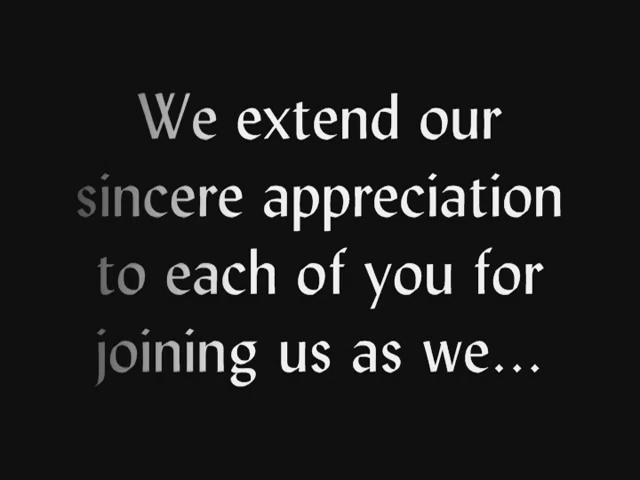 We extend our
sincere appreciation
to each of you for
joining us as we...